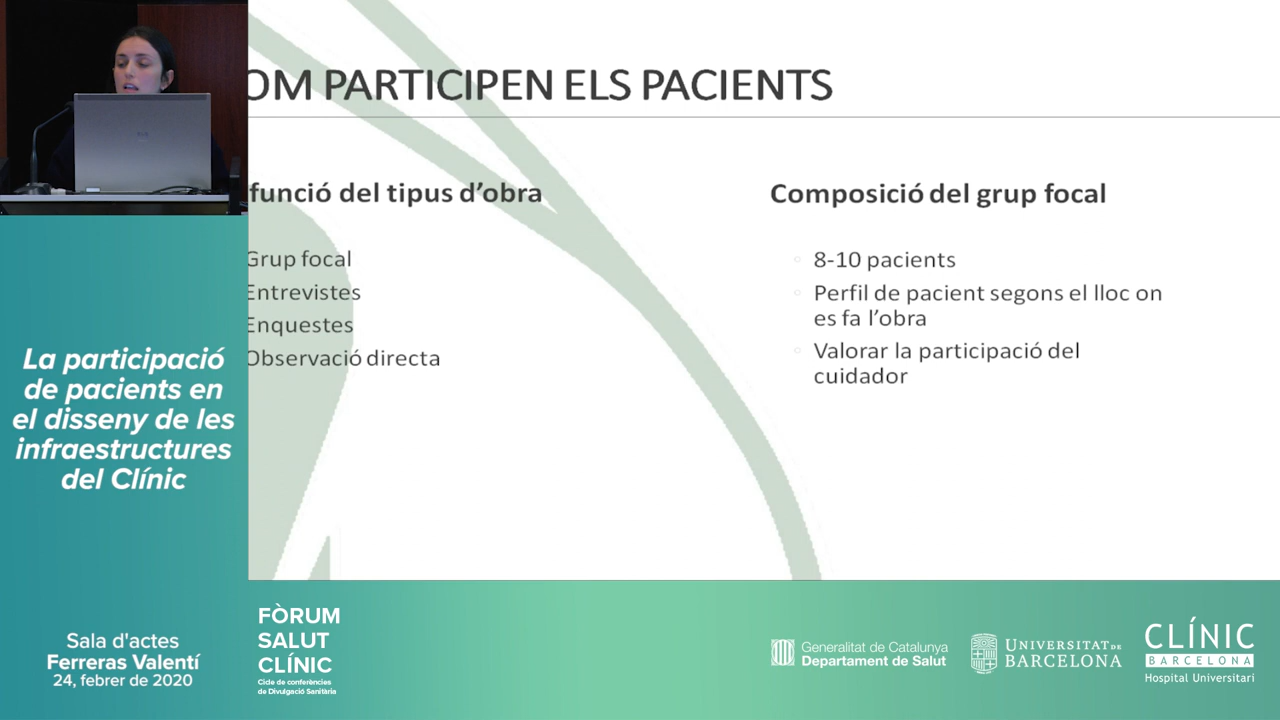 OM PARTICIPEN ELS PACIENTS
funció del tipus d'obra
Grup focal
Entrevistes
Enquestes
Observació directa
Composició del grup focal
8-10 pacients
Perfil de pacient segons el lloc on
es fa l'obra
Valorar la participació del
cuidador
La participació
de pacients en
el disseny de les
infraestructures
del Clínic
Sala d'actes
Ferreras Valentí
24, febrer de 2020
FÒRUM
SALUT
CLÍNIC
Cicle de conferències
de Divulgació Sanitària
Generalitat de Catalunya
Departament de Salut
UNIVERSITAT DE
BARCELONA
CLÍNIC
BARCELONA
Hospital Universitari